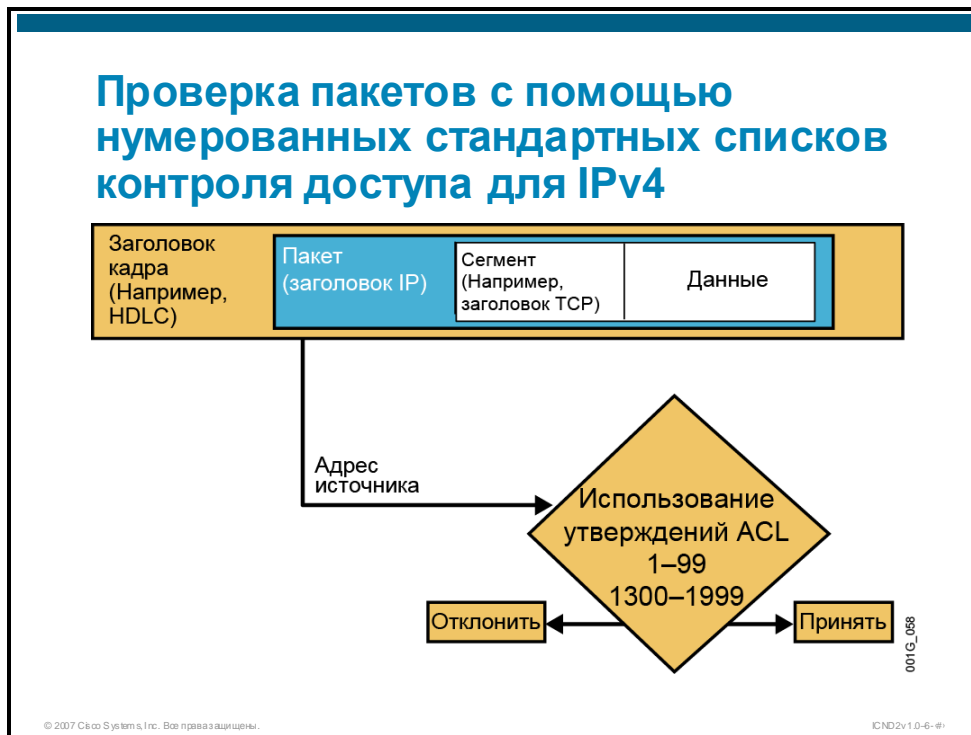 Проверка пакетов с помощью
нумерованных стандартных списков
контроля доступа для IPv4
Заголовок
кадра
(Например,
HDLC)
Пакет
(заголовок IP)
Сегмент
(Например,
заголовок TCP)
Данные
Адрес
источника
Использование
утверждений ACL
1–99
1300–1999
Отклонить
Принять
001G_058
© 2007 Cisco Systems, Inc. Все права защищены.
ICND2 v1.0–6-‹#›